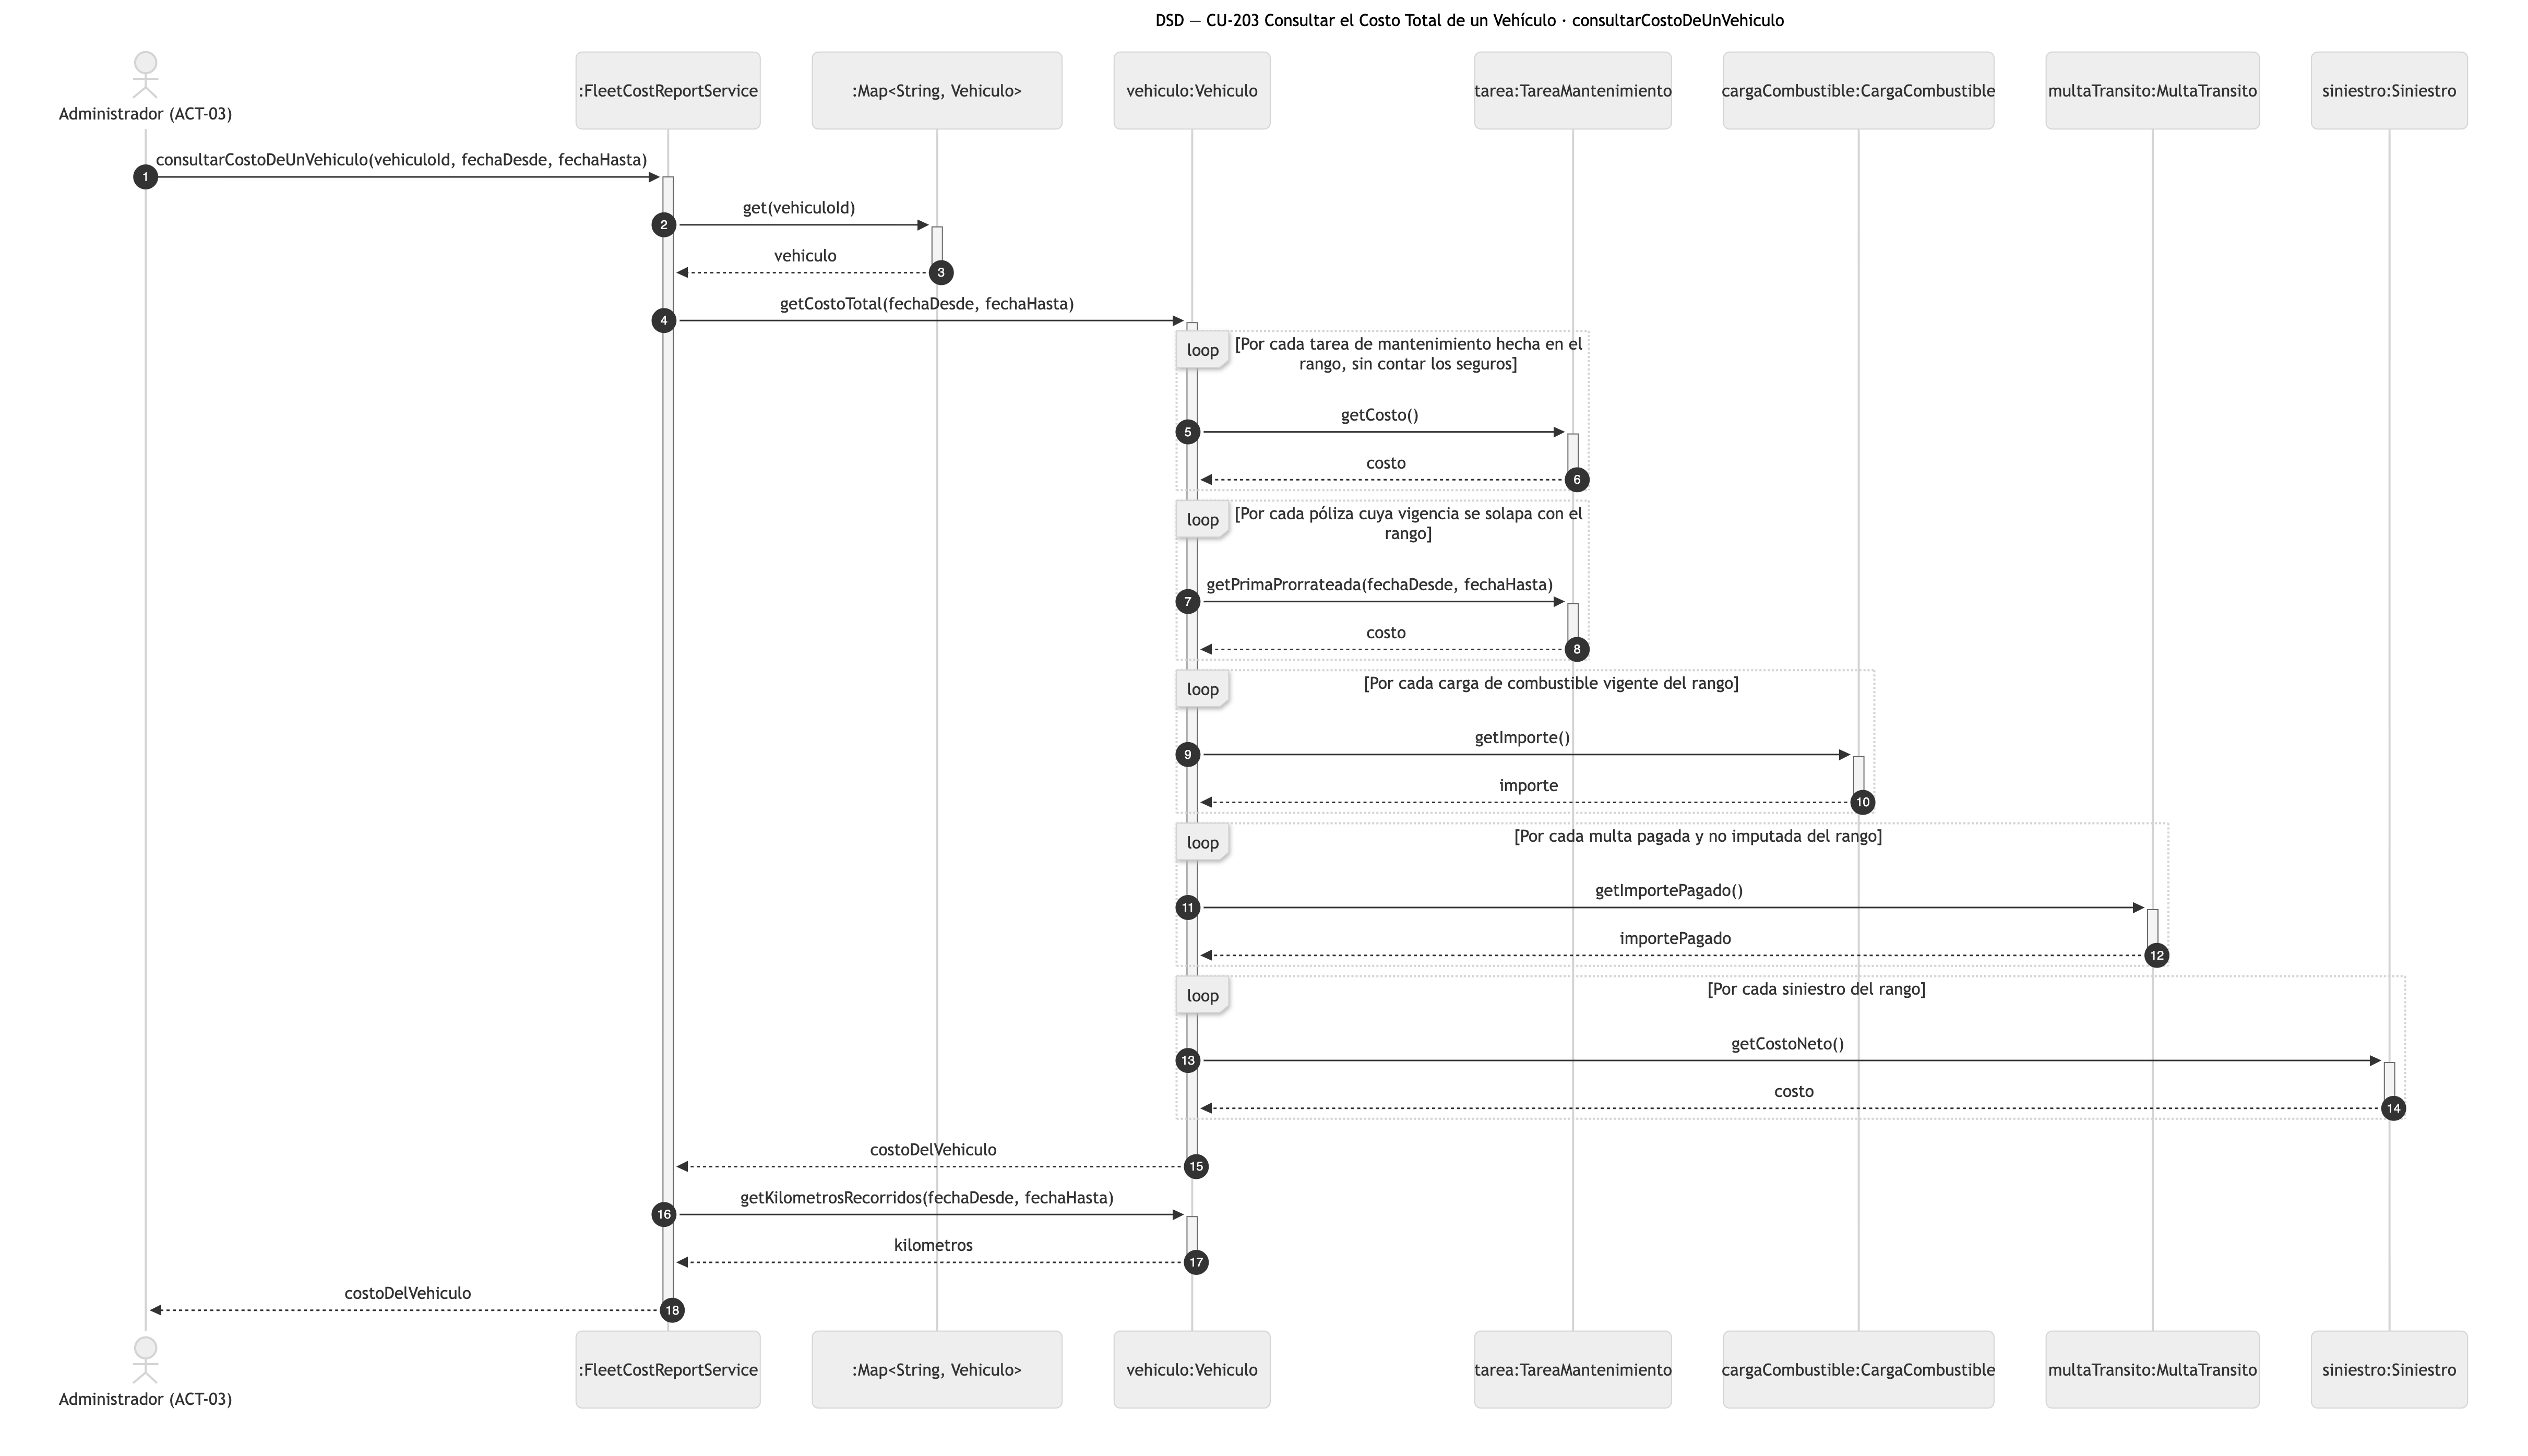 DSD — CU-203 Consultar el Costo Total de un Vehículo · consultarCostoDeUnVehiculo
Administrador (ACT-03)
:FleetCostReportService
:Map<String, Vehiculo>
vehiculo:Vehiculo
tarea:TareaMantenimiento
cargaCombustible:CargaCombustible
multaTransito:MultaTransito
siniestro:Siniestro
consultarCostoDeUnVehiculo(vehiculoId, fechaDesde, fechaHasta)
1
get(vehiculoId)
2
vehiculo
3
getCostoTotal(fechaDesde, fechaHasta)
4
loop
[Por cada tarea de mantenimiento hecha en el
rango, sin contar los seguros]
getCosto()
5
costo
6
loop
[Por cada póliza cuya vigencia se solapa con el
rango]
getPrimaProrrateada(fechaDesde, fechaHasta)
7
costo
8
loop
[Por cada carga de combustible vigente del rango]
getImporte()
9
importe
10
loop
[Por cada multa pagada y no imputada del rango]
getImportePagado()
11
importePagado
12
loop
[Por cada siniestro del rango]
getCostoNeto()
13
costo
14
costoDelVehiculo
15
getKilometrosRecorridos(fechaDesde, fechaHasta)
16
kilometros
17
costoDelVehiculo
18
Administrador (ACT-03)
:FleetCostReportService
:Map<String, Vehiculo>
vehiculo:Vehiculo
tarea:TareaMantenimiento
cargaCombustible:CargaCombustible
multaTransito:MultaTransito
siniestro:Siniestro